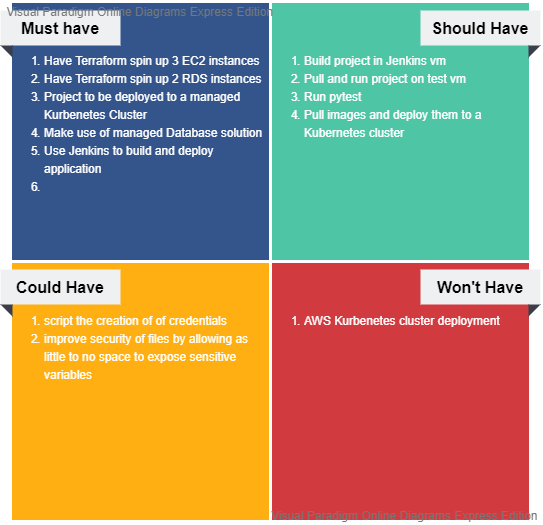 Visual Paradigm Online Diagrams Express Edition
Must have
1. Have Terraform spin up 3 EC2 instances
2. Have Terraform spin up 2 RDS instances
3. Project to be deployed to a managed
Kurbenetes Cluster
4. Make use of managed Database solution
5. Use Jenkins to build and deploy
application
6.
Should Have
1. Build project in Jenkins vm
2. Pull and run project on test vm
3. Run pytest
4. Pull images and deploy them to a
Kubernetes cluster
Could Have
1. script the creation of of credentials
2. improve security of files by allowing as
little to no space to expose sensitive
variables
Won't Have
1. AWS Kurbenetes cluster deployment
Visual Paradigm Online Diagrams Express Edition